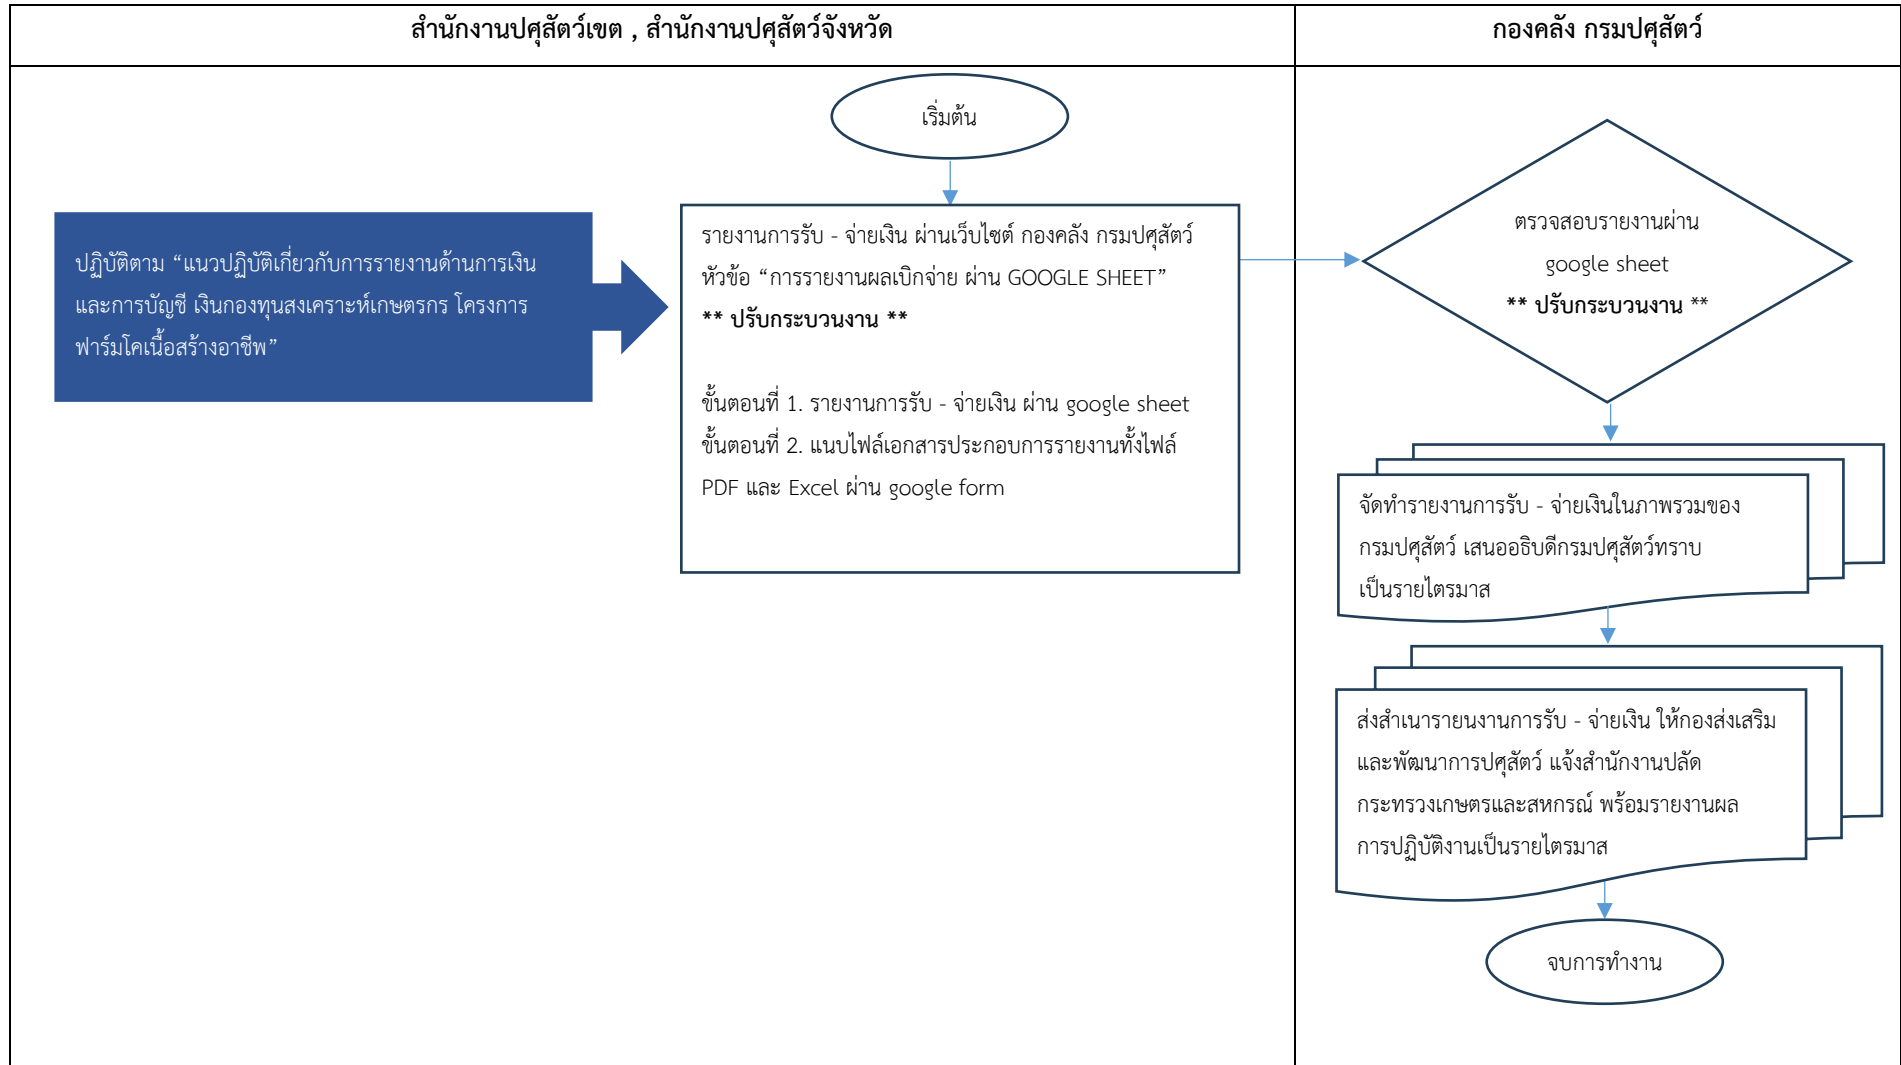 สำนักงานปศุสัตว์เขต , สำนักงานปศุสัตว์จังหวัด
กองคลัง กรมปศุสัตว์
เริ่มต้น
ปฏิบัติตาม “แนวปฏิบัติเกี่ยวกับการรายงานด้านการเงิน
และการบัญชี เงินกองทุนสงเคราะห์เกษตรกร โครงการ
ฟาร์มโคเนื้อสร้างอาชีพ”
รายงานการรับ - จ่ายเงิน ผ่านเว็บไซต์ กองคลัง กรมปศุสัตว์
หัวข้อ “การรายงานผลเบิกจ่าย ผ่าน GOOGLE SHEET”
** ปรับกระบวนงาน **
ขั้นตอนที่ 1. รายงานการรับ - จ่ายเงิน ผ่าน google sheet
ขั้นตอนที่ 2. แนบไฟล์เอกสารประกอบการรายงานทั้งไฟล์
PDF และ Excel ผ่าน google form
ตรวจสอบรายงานผ่าน
google sheet
** ปรับกระบวนงาน **
จัดทำรายงานการรับ - จ่ายเงินในภาพรวมของ
กรมปศุสัตว์ เสนออธิบดีกรมปศุสัตว์ทราบ
เป็นรายไตรมาส
ส่งสำเนารายนงานการรับ - จ่ายเงิน ให้กองส่งเสริม
และพัฒนาการปศุสัตว์ แจ้งสำนักงานปลัด
กระทรวงเกษตรและสหกรณ์ พร้อมรายงานผล
การปฏิบัติงานเป็นรายไตรมาส
จบการทำงาน